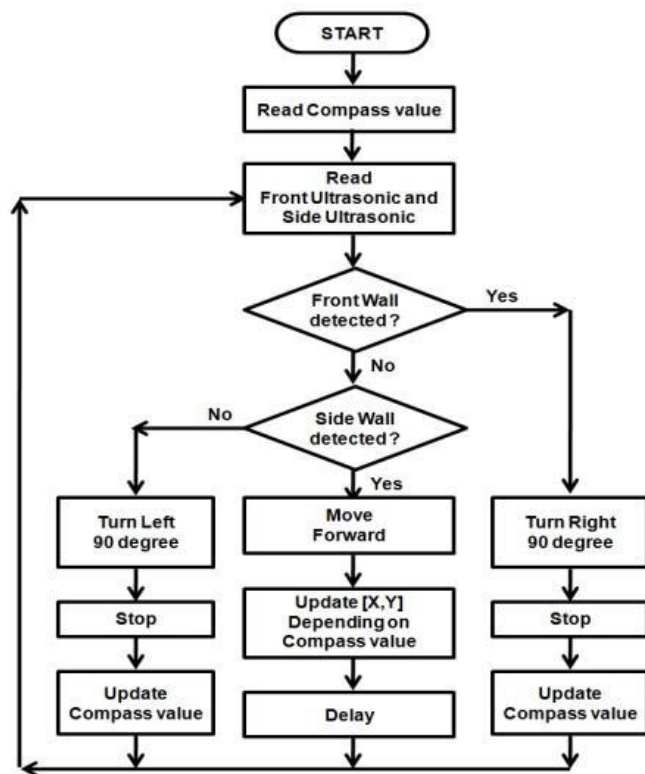 START
Read Compass value
Read
Front Ultrasonic and
Side Ultrasonic
Front Wall
detected ?
Yes
No
Side Wall
detected ?
No
Yes
Turn Left
90 degree
Move
Forward
Turn Right
90 degree
Stop
Update [X,Y]
Depending on
Compass value
Stop
Update
Compass value
Delay
Update
Compass value